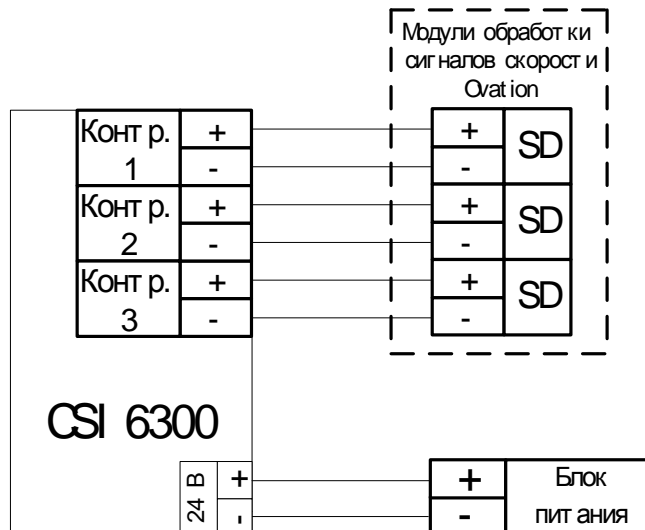 Модули обработки
сигналов скорости
Ovation
Контр.
1
+
-
+
-
SD
Контр.
2
+
-
+
-
SD
Контр.
3
+
-
+
-
SD
CSI 6300
24 В
+
-
+
-
Блок
питания